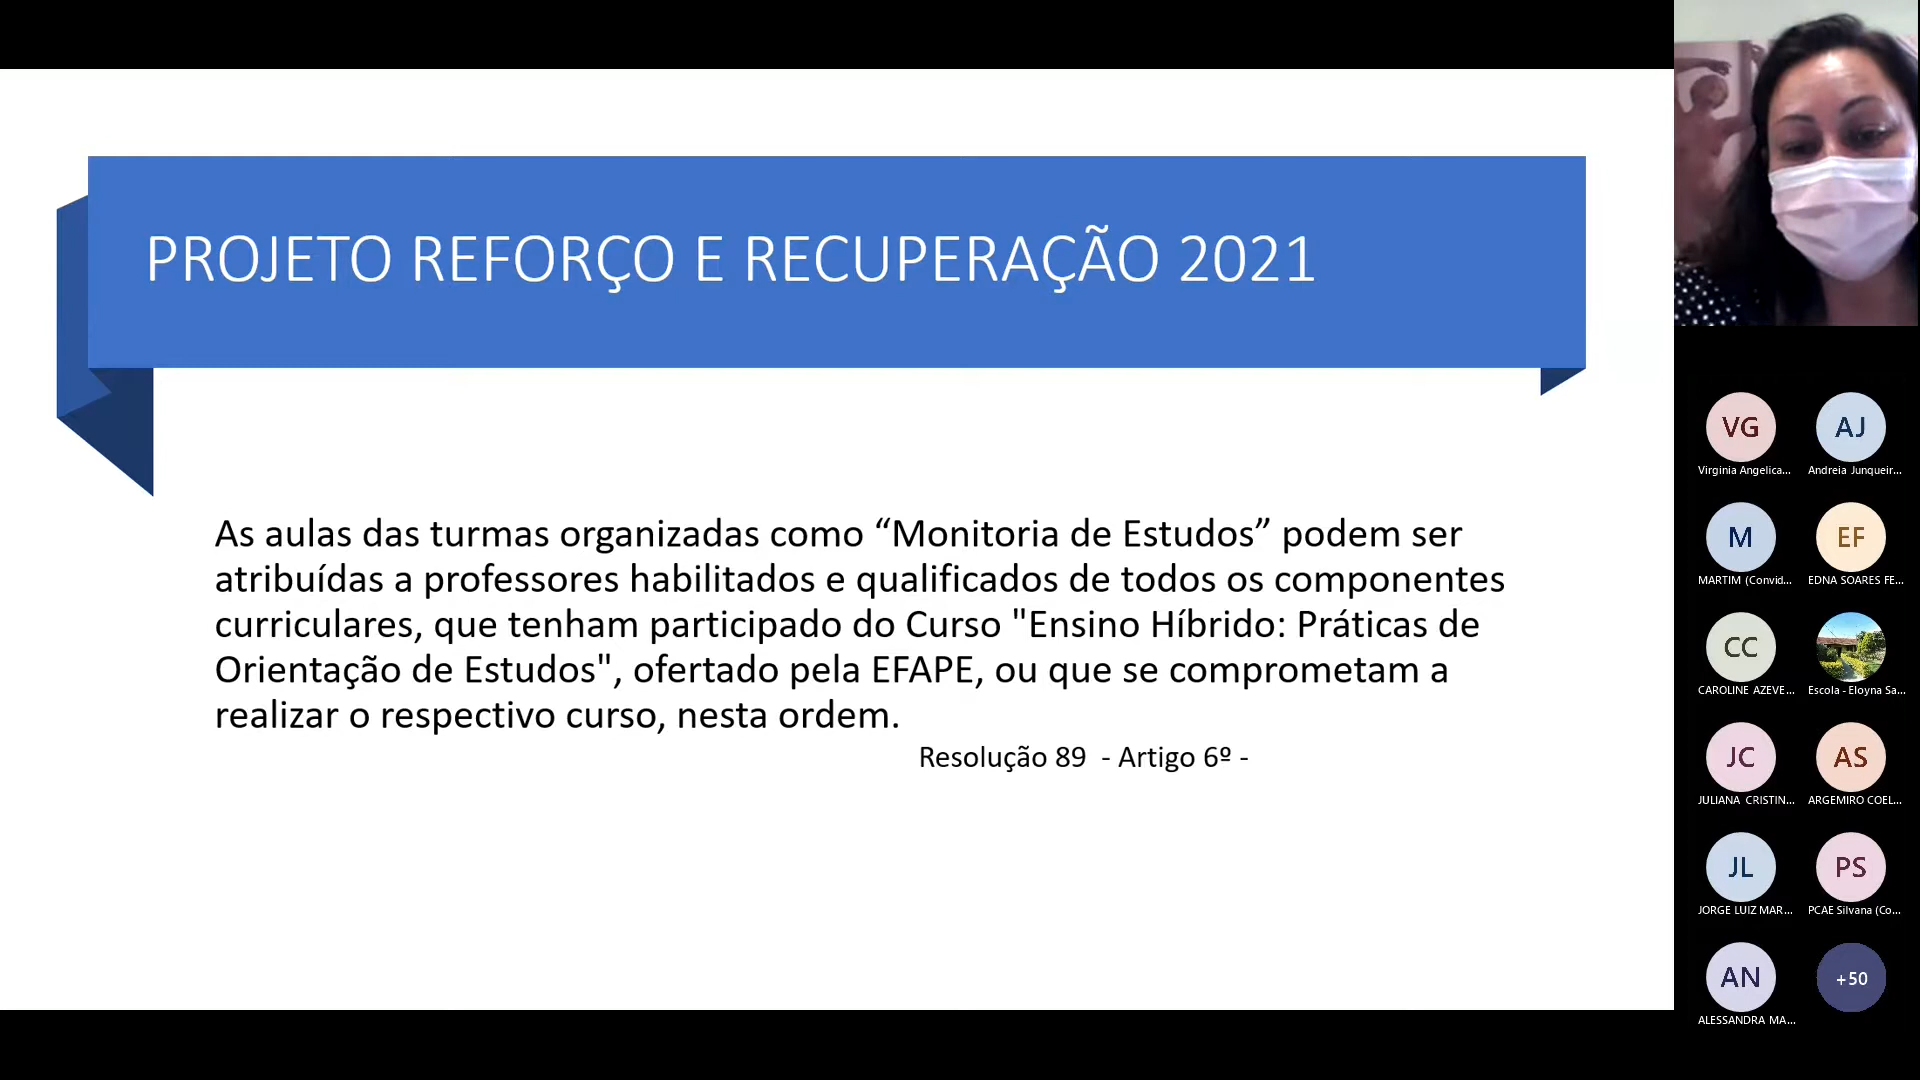 PROJETO REFORÇO E RECUPERAÇÃO 2021
As aulas das turmas organizadas como “Monitoria de Estudos” podem ser
atribuídas a professores habilitados e qualificados de todos os componentes
curriculares, que tenham participado do Curso "Ensino Híbrido: Práticas de
Orientação de Estudos", ofertado pela EFAPE, ou que se comprometam a
realizar o respectivo curso, nesta ordem.
Resolução 89 - Artigo 6º -
VG
AJ
Virginia Angelica...
Andreia Junqueir...
M
EF
MARTIM (Convid...
EDNA SOARES FE...
CC
CAROLINE AZEVE...
Escola - Eloyna Sa...
JC
AS
JULIANA CRISTIN...
ARGEMIRO COEL...
JL
PS
JORGE LUIZ MAR...
PCAE Silvana (Co...
AN
+50
ALESSANDRA MA...